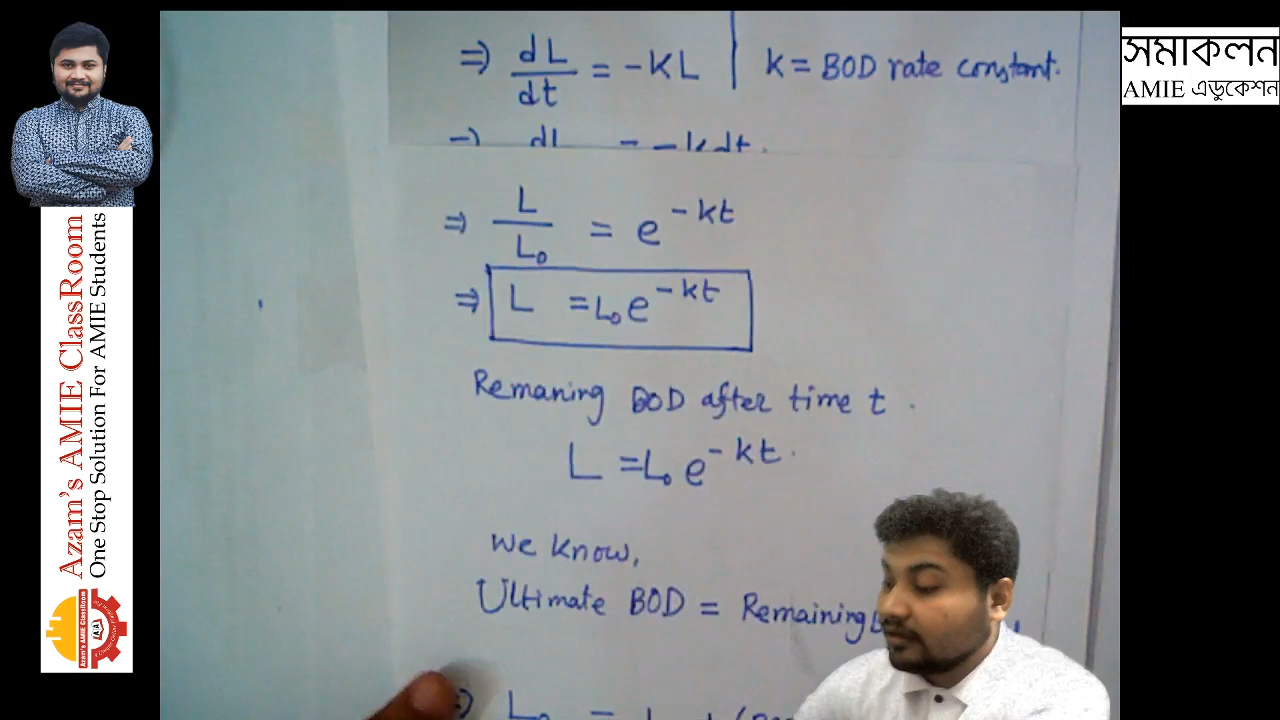 ⇒ dL/dt = -KL | k = BOD rate constant.
⇒ L/L₀ = e^-kt
⇒ L = L₀e^-kt
Remaning BOD after time t.
L = L₀e^-kt.
We know,
Ultimate BOD = Remaining
⇒ L₀ =
Azam's AMIE ClassRoom
One Stop Solution For AMIE Students
সমাকলন
AMIE এডুকেশন